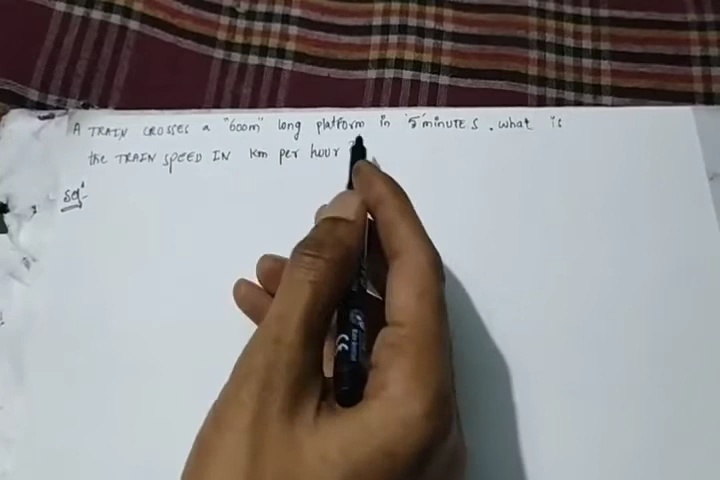 A TRAIN CROSSES a "600m" long platform in "5" minuTES. what is
the TRAIN SPEED IN km per hour
Sol:-